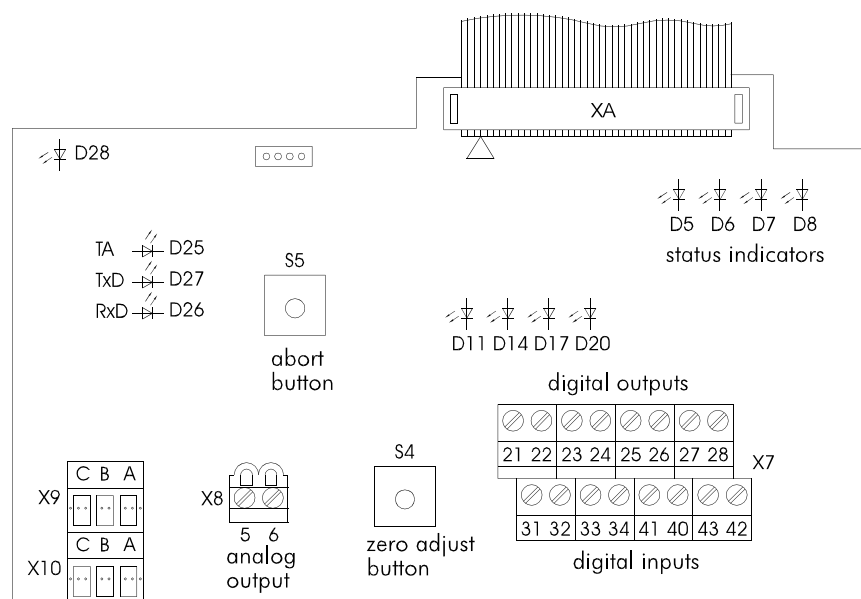 XA
D28
D5 D6 D7 D8
status indicators
TA D25
TxD D27
RxD D26
S5
abort
button
D11 D14 D17 D20
digital outputs
21 22 23 24 25 26 27 28
X7
31 32 33 34 41 40 43 42
digital inputs
S4
zero adjust
button
X8
5 6
analog
output
X9
C B A
X10
C B A